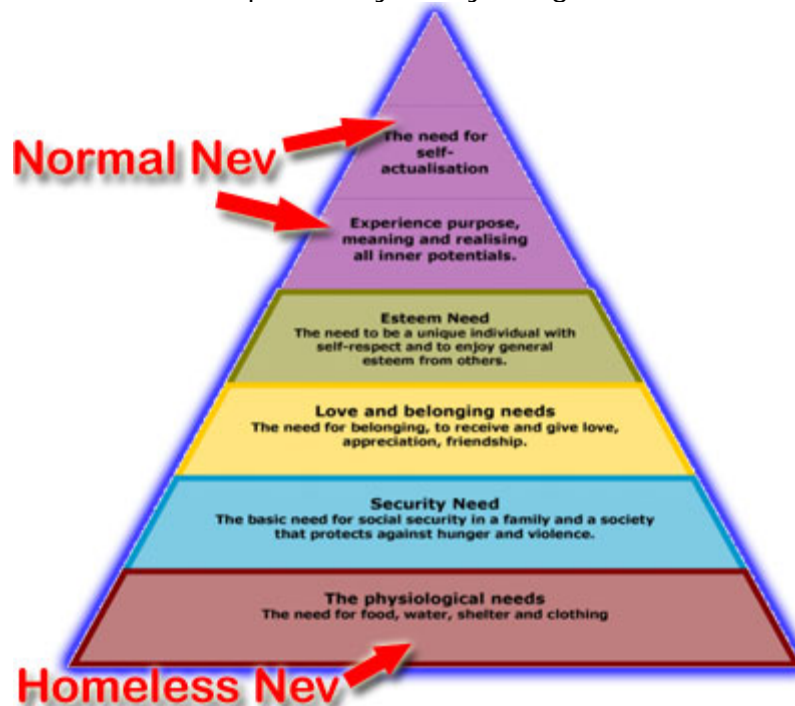 The need for
self-
actualisation
Normal Nev
Experience purpose,
meaning and realising
all inner potentials.
Esteem Need
The need to be a unique individual with
self-respect and to enjoy general
esteem from others.
Love and belonging needs
The need for belonging, to receive and give love,
appreciation, friendship.
Security Need
The basic need for social security in a family and a society
that protects against hunger and violence.
The physiological needs
The need for food, water, shelter and clothing
Homeless Nev